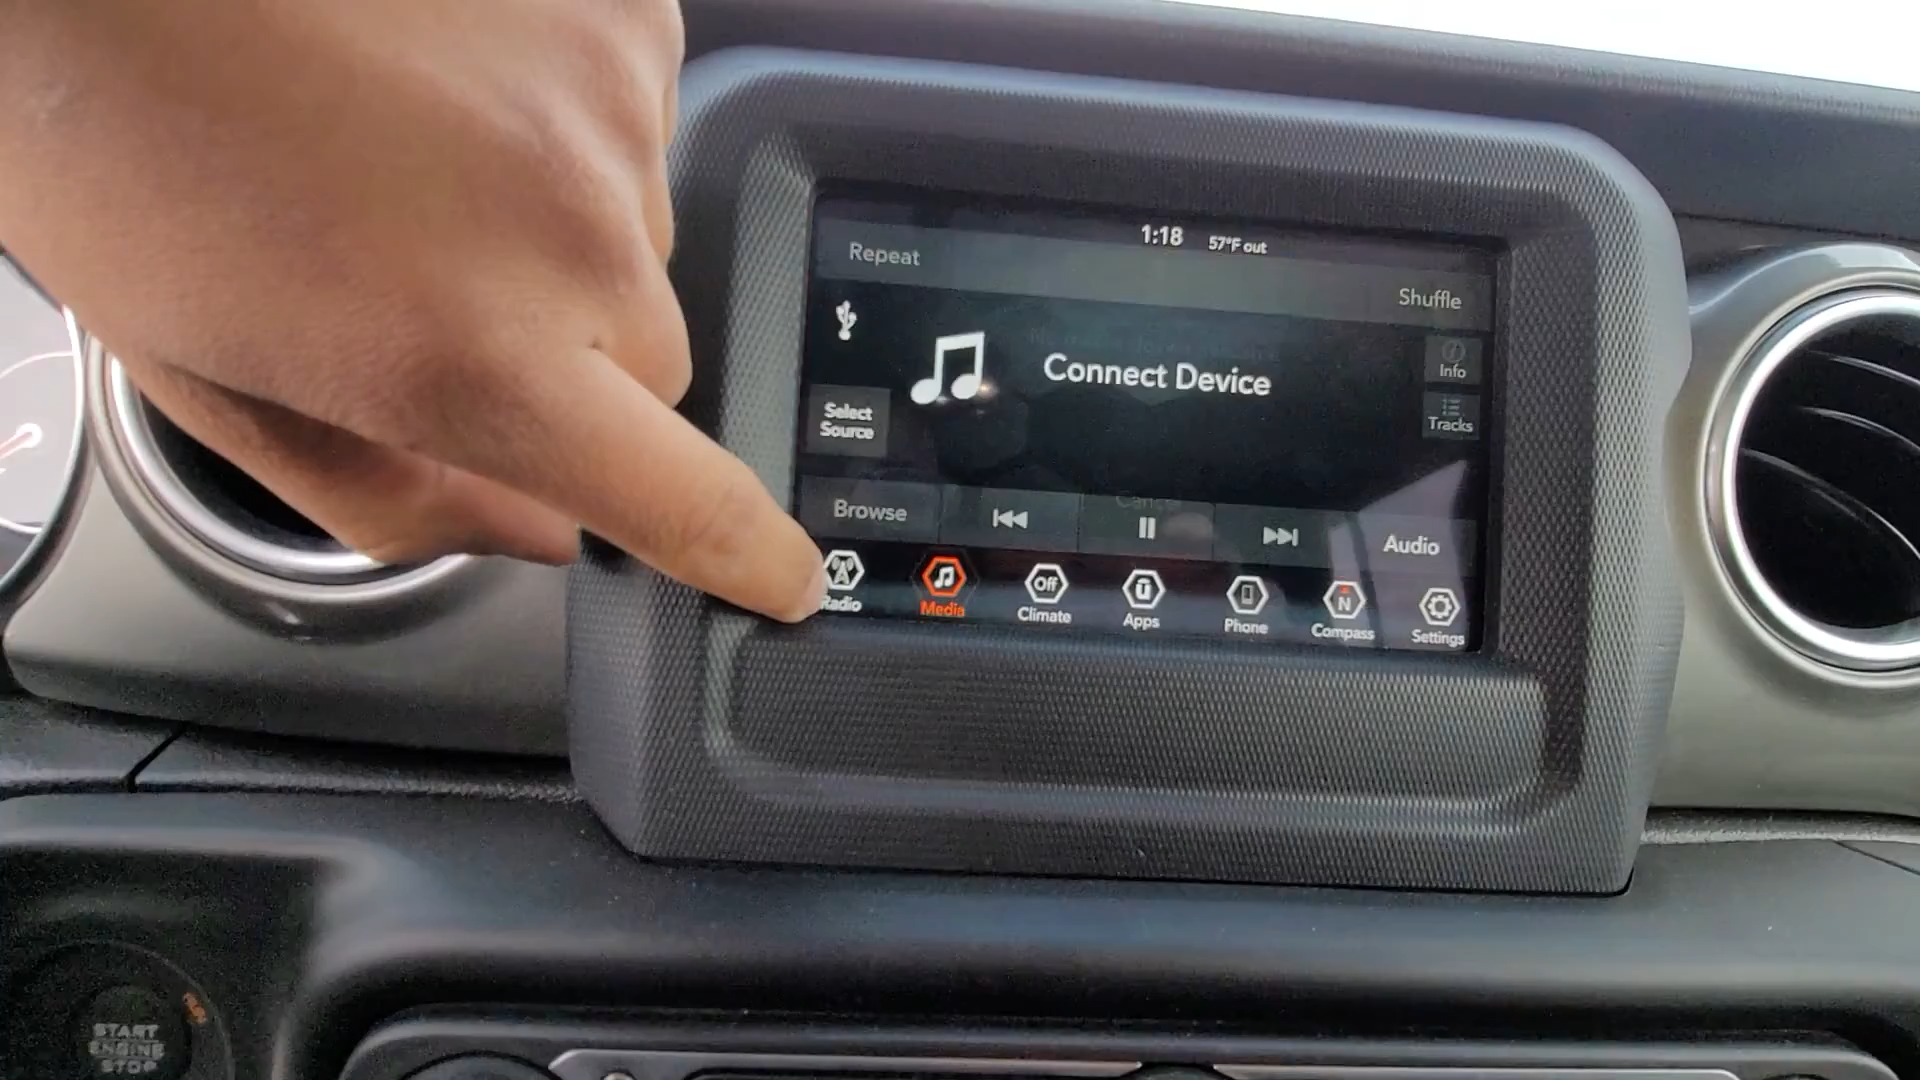 1:18 57°F out
Repeat
Shuffle
Connect Device
Info
Select
Source
Tracks
Browse
Cancel
Audio
Radio
Media
Off
Climate
Apps
Phone
N
Compass
Settings
START
ENGINE
STOP